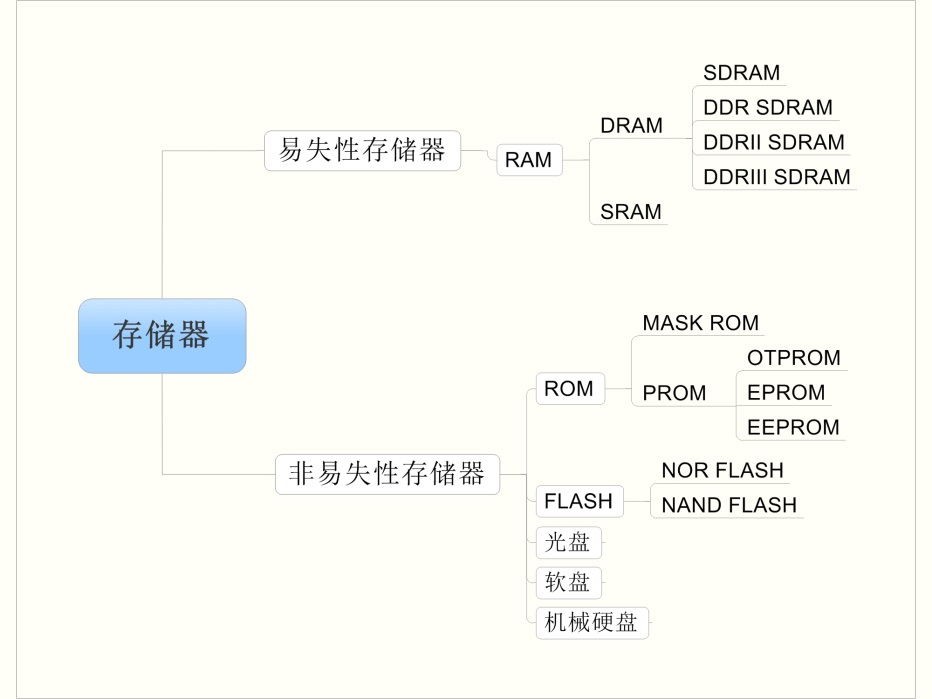 存储器
易失性存储器
RAM
DRAM
SDRAM
DDR SDRAM
DDRII SDRAM
DDRIII SDRAM
SRAM
非易失性存储器
ROM
MASK ROM
PROM
OTPROM
EPROM
EEPROM
FLASH
NOR FLASH
NAND FLASH
光盘
软盘
机械硬盘